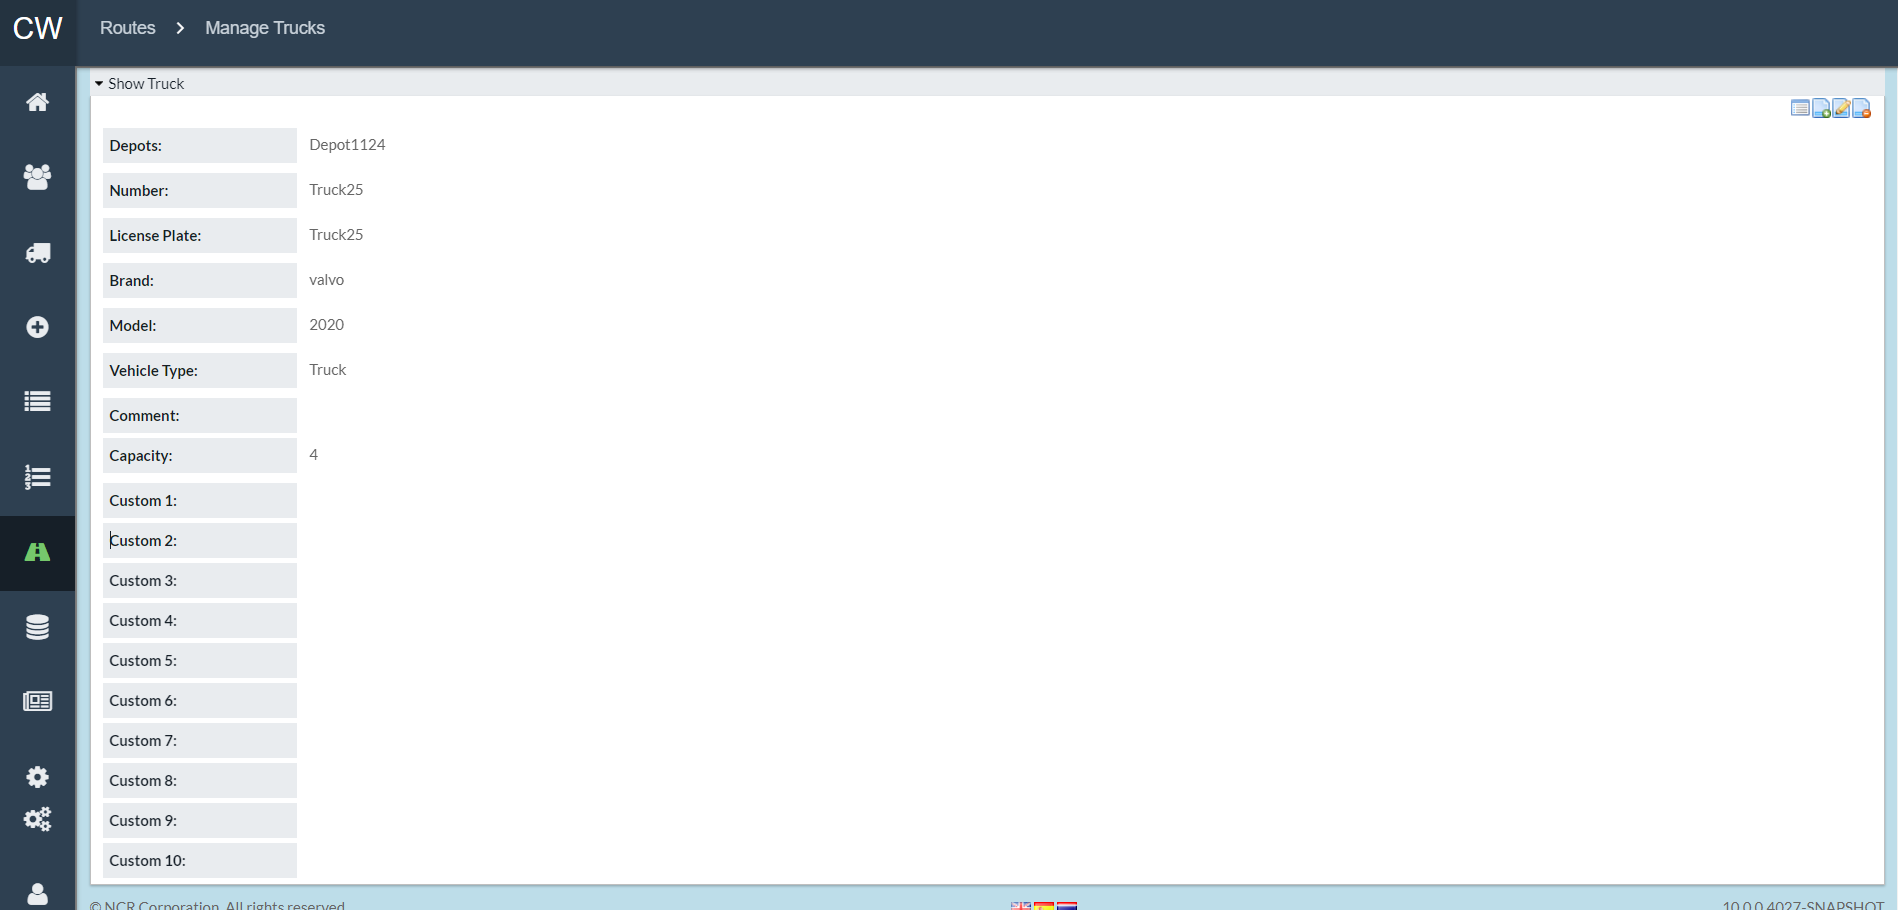 CW
Routes > Manage Trucks
Show Truck
Depots: Depot1124
Number: Truck25
License Plate: Truck25
Brand: valvo
Model: 2020
Vehicle Type: Truck
Comment:
Capacity: 4
Custom 1:
Custom 2:
Custom 3:
Custom 4:
Custom 5:
Custom 6:
Custom 7:
Custom 8:
Custom 9:
Custom 10:
© NCR Corporation. All rights reserved. 10.0.0.4027-SNAPSHOT